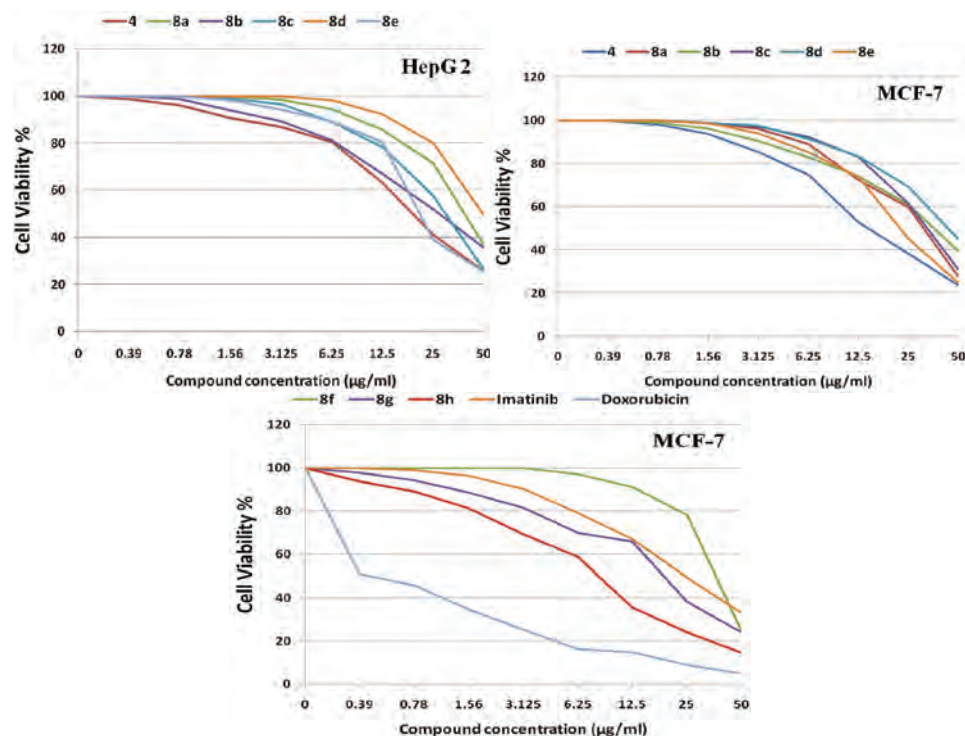 4 8a 8b 8c 8d 8e
HepG 2
Cell Viability %
120
100
80
60
40
20
0
0 0.39 0.78 1.56 3.125 6.25 12.5 25 50
Compound concentration (µg/ml)
4 8a 8b 8c 8d 8e
MCF-7
Cell Viability %
120
100
80
60
40
20
0
0 0.39 0.78 1.56 3.125 6.25 12.5 25 50
Compound concentration (µg/ml)
8f 8g 8h Imatinib Doxorubicin
MCF-7
Cell Viability %
120
100
80
60
40
20
0
0 0.39 0.78 1.56 3.125 6.25 12.5 25 50
Compound concentration (µg/ml)